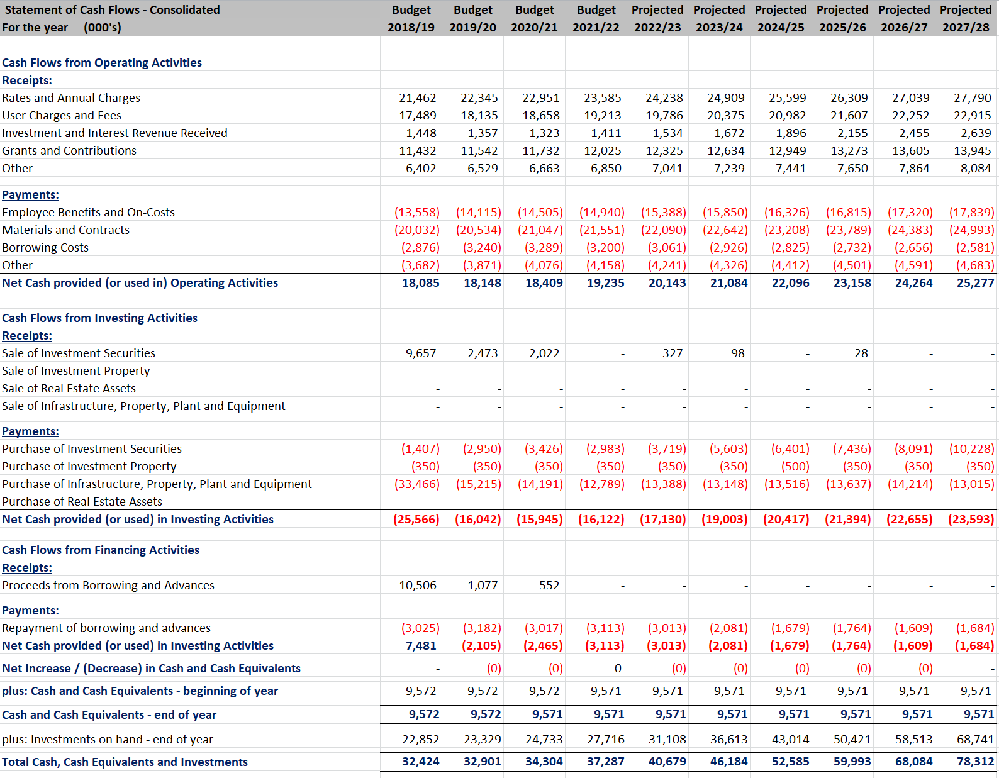 Statement of Cash Flows - Consolidated Budget Budget Budget Budget Projected Projected Projected Projected Projected Projected
For the year (000's) 2018/19 2019/20 2020/21 2021/22 2022/23 2023/24 2024/25 2025/26 2026/27 2027/28
Cash Flows from Operating Activities
Receipts:
Rates and Annual Charges 21,462 22,345 22,951 23,585 24,238 24,909 25,599 26,309 27,039 27,790
User Charges and Fees 17,489 18,135 18,658 19,213 19,786 20,375 20,982 21,607 22,252 22,915
Investment and Interest Revenue Received 1,448 1,357 1,323 1,411 1,534 1,672 1,896 2,155 2,455 2,639
Grants and Contributions 11,432 11,542 11,732 12,025 12,325 12,634 12,949 13,273 13,605 13,945
Other 6,402 6,529 6,663 6,850 7,041 7,239 7,441 7,650 7,864 8,084
Payments:
Employee Benefits and On-Costs (13,558) (14,115) (14,505) (14,940) (15,388) (15,850) (16,326) (16,815) (17,320) (17,839)
Materials and Contracts (20,032) (20,534) (21,047) (21,551) (22,090) (22,642) (23,208) (23,789) (24,383) (24,993)
Borrowing Costs (2,876) (3,240) (3,289) (3,200) (3,061) (2,926) (2,825) (2,732) (2,656) (2,581)
Other (3,682) (3,871) (4,076) (4,158) (4,241) (4,326) (4,412) (4,501) (4,591) (4,683)
Net Cash provided (or used in) Operating Activities 18,085 18,148 18,409 19,235 20,143 21,084 22,096 23,158 24,264 25,277
Cash Flows from Investing Activities
Receipts:
Sale of Investment Securities 9,657 2,473 2,022 - 327 98 - 28 - -
Sale of Investment Property - - - - - - - - - -
Sale of Real Estate Assets - - - - - - - - - -
Sale of Infrastructure, Property, Plant and Equipment - - - - - - - - - -
Payments:
Purchase of Investment Securities (1,407) (2,950) (3,426) (2,983) (3,719) (5,603) (6,401) (7,436) (8,091) (10,228)
Purchase of Investment Property (350) (350) (350) (350) (350) (350) (500) (350) (350) (350)
Purchase of Infrastructure, Property, Plant and Equipment (33,466) (15,215) (14,191) (12,789) (13,388) (13,148) (13,516) (13,637) (14,214) (13,015)
Purchase of Real Estate Assets - - - - - - - - - -
Net Cash provided (or used) in Investing Activities (25,566) (16,042) (15,945) (16,122) (17,130) (19,003) (20,417) (21,394) (22,655) (23,593)
Cash Flows from Financing Activities
Receipts:
Proceeds from Borrowing and Advances 10,506 1,077 552 - - - - - - -
Payments:
Repayment of borrowing and advances (3,025) (3,182) (3,017) (3,113) (3,013) (2,081) (1,679) (1,764) (1,609) (1,684)
Net Cash provided (or used) in Investing Activities 7,481 (2,105) (2,465) (3,113) (3,013) (2,081) (1,679) (1,764) (1,609) (1,684)
Net Increase / (Decrease) in Cash and Cash Equivalents - (0) (0) 0 (0) (0) (0) (0) (0) -
plus: Cash and Cash Equivalents - beginning of year 9,572 9,572 9,572 9,571 9,571 9,571 9,571 9,571 9,571 9,571
Cash and Cash Equivalents - end of year 9,572 9,572 9,571 9,571 9,571 9,571 9,571 9,571 9,571 9,571
plus: Investments on hand - end of year 22,852 23,329 24,733 27,716 31,108 36,613 43,014 50,421 58,513 68,741
Total Cash, Cash Equivalents and Investments 32,424 32,901 34,304 37,287 40,679 46,184 52,585 59,993 68,084 78,312